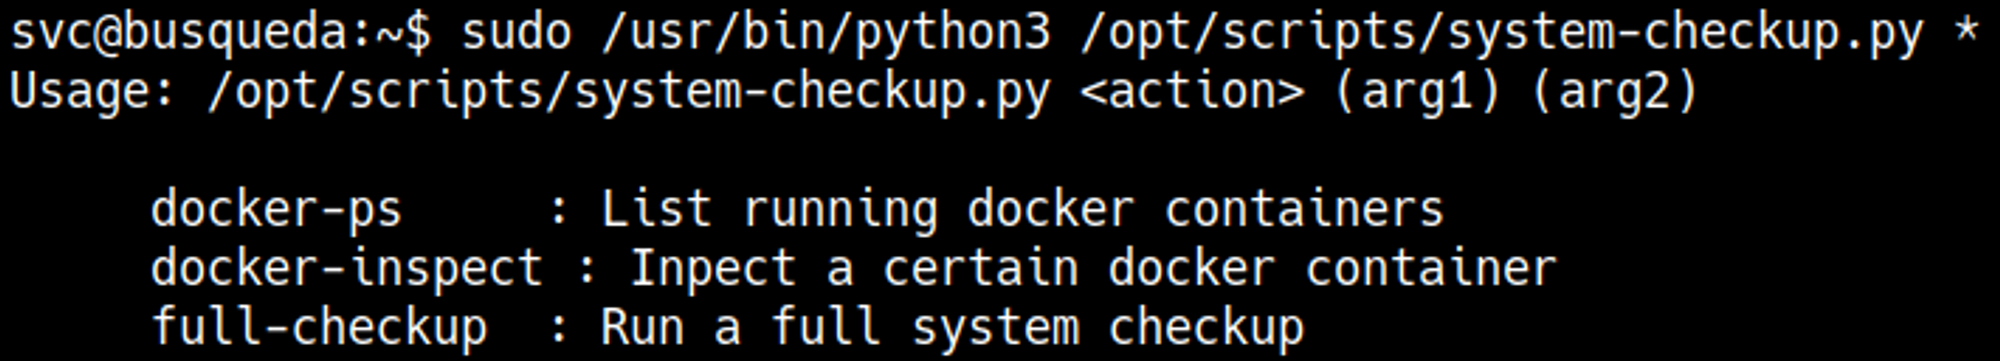 svc@busqueda:~$ sudo /usr/bin/python3 /opt/scripts/system-checkup.py *
Usage: /opt/scripts/system-checkup.py <action> (arg1) (arg2)
docker-ps : List running docker containers
docker-inspect : Inpect a certain docker container
full-checkup : Run a full system checkup